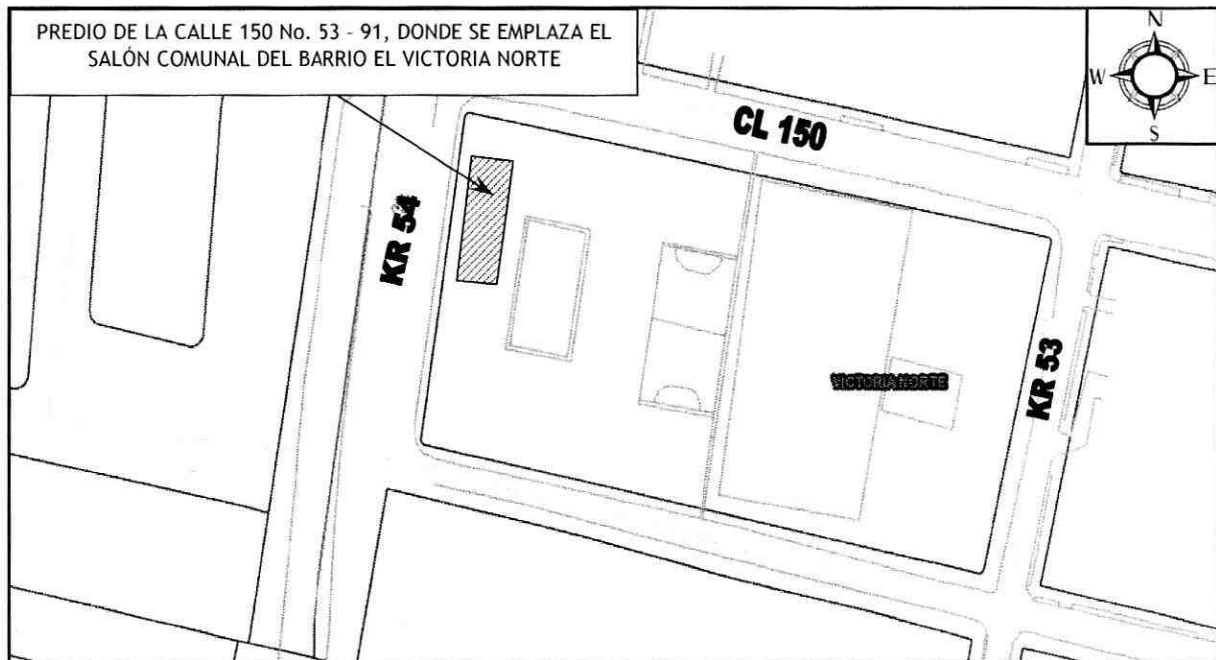 PREDIO DE LA CALLE 150 No. 53 - 91, DONDE SE EMPLAZA EL
SALÓN COMUNAL DEL BARRIO EL VICTORIA NORTE
N
W E
S
CL 150
KR 54
VICTORIA NORTE
KR 53